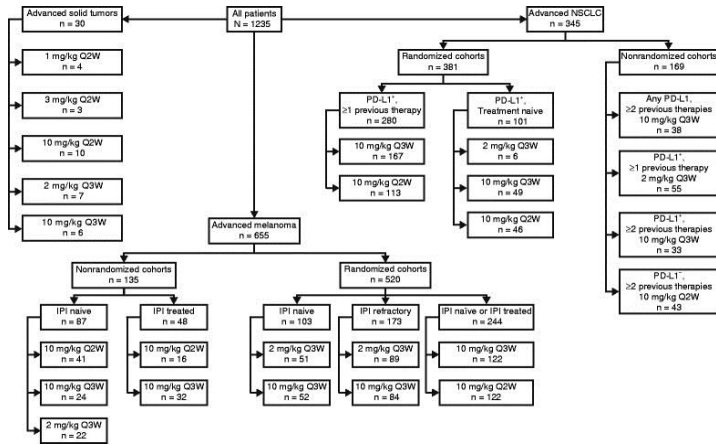 Advanced solid tumors
n = 30
1 mg/kg Q2W
n = 4
3 mg/kg Q2W
n = 3
10 mg/kg Q2W
n = 10
2 mg/kg Q3W
n = 7
10 mg/kg Q3W
n = 6
All patients
N = 1235
Advanced NSCLC
n = 345
Randomized cohorts
n = 381
PD-L1⁺,
≥1 previous therapy
n = 280
10 mg/kg Q3W
n = 167
10 mg/kg Q2W
n = 113
PD-L1⁺,
Treatment naive
n = 101
2 mg/kg Q3W
n = 6
10 mg/kg Q3W
n = 49
10 mg/kg Q2W
n = 46
Nonrandomized cohorts
n = 169
Any PD-L1,
≥2 previous therapies
10 mg/kg Q3W
n = 38
PD-L1⁺,
≥1 previous therapy
2 mg/kg Q3W
n = 55
PD-L1⁺,
≥2 previous therapies
10 mg/kg Q3W
n = 33
PD-L1⁻,
≥2 previous therapies
10 mg/kg Q2W
n = 43
Advanced melanoma
n = 655
Nonrandomized cohorts
n = 135
IPI naive
n = 87
10 mg/kg Q2W
n = 41
10 mg/kg Q3W
n = 24
2 mg/kg Q3W
n = 22
IPI treated
n = 48
10 mg/kg Q2W
n = 16
10 mg/kg Q3W
n = 32
Randomized cohorts
n = 520
IPI naive
n = 103
2 mg/kg Q3W
n = 51
10 mg/kg Q3W
n = 52
IPI refractory
n = 173
2 mg/kg Q3W
n = 89
10 mg/kg Q3W
n = 84
IPI naïve or IPI treated
n = 244
10 mg/kg Q3W
n = 122
10 mg/kg Q2W
n = 122